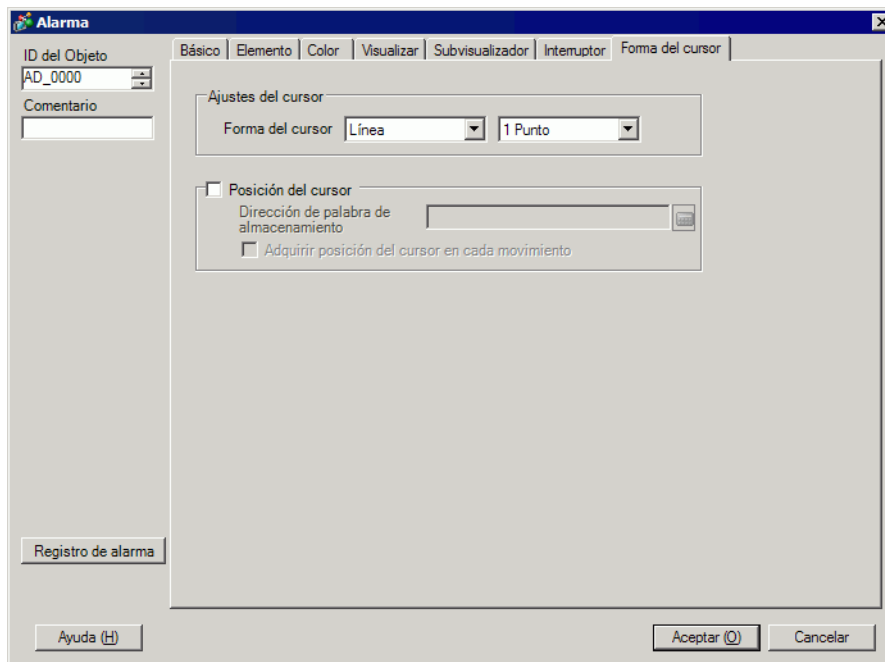 Alarma
ID del Objeto
AD_0000
Comentario
Básico Elemento Color Visualizar Subvisualizador Interruptor Forma del cursor
Ajustes del cursor
Forma del cursor Línea 1 Punto
Posición del cursor
Dirección de palabra de
almacenamiento
Adquirir posición del cursor en cada movimiento
Registro de alarma
Ayuda (H) Aceptar (O) Cancelar